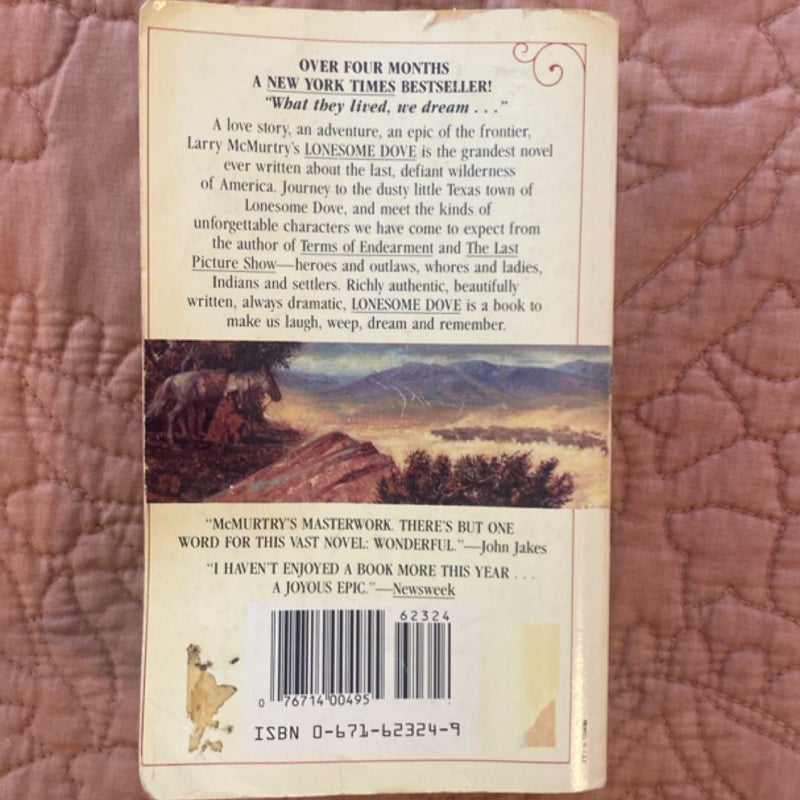 OVER FOUR MONTHS
A NEW YORK TIMES BESTSELLER!
"What they lived, we dream . . ."
A love story, an adventure, an epic of the frontier,
Larry McMurtry's LONESOME DOVE is the grandest novel
ever written about the last, defiant wilderness
of America. Journey to the dusty little Texas town of
Lonesome Dove, and meet the kinds of
unforgettable characters we have come to expect from
the author of Terms of Endearment and The Last
Picture Show—heroes and outlaws, whores and ladies,
Indians and settlers. Richly authentic, beautifully
written, always dramatic, LONESOME DOVE is a book to
make us laugh, weep, dream and remember.
"McMURTRY'S MASTERWORK. THERE'S BUT ONE
WORD FOR THIS VAST NOVEL: WONDERFUL."—John Jakes
"I HAVEN'T ENJOYED A BOOK MORE THIS YEAR . . .
A JOYOUS EPIC."—Newsweek
62324
0 76714 00495
ISBN 0-671-62324-9